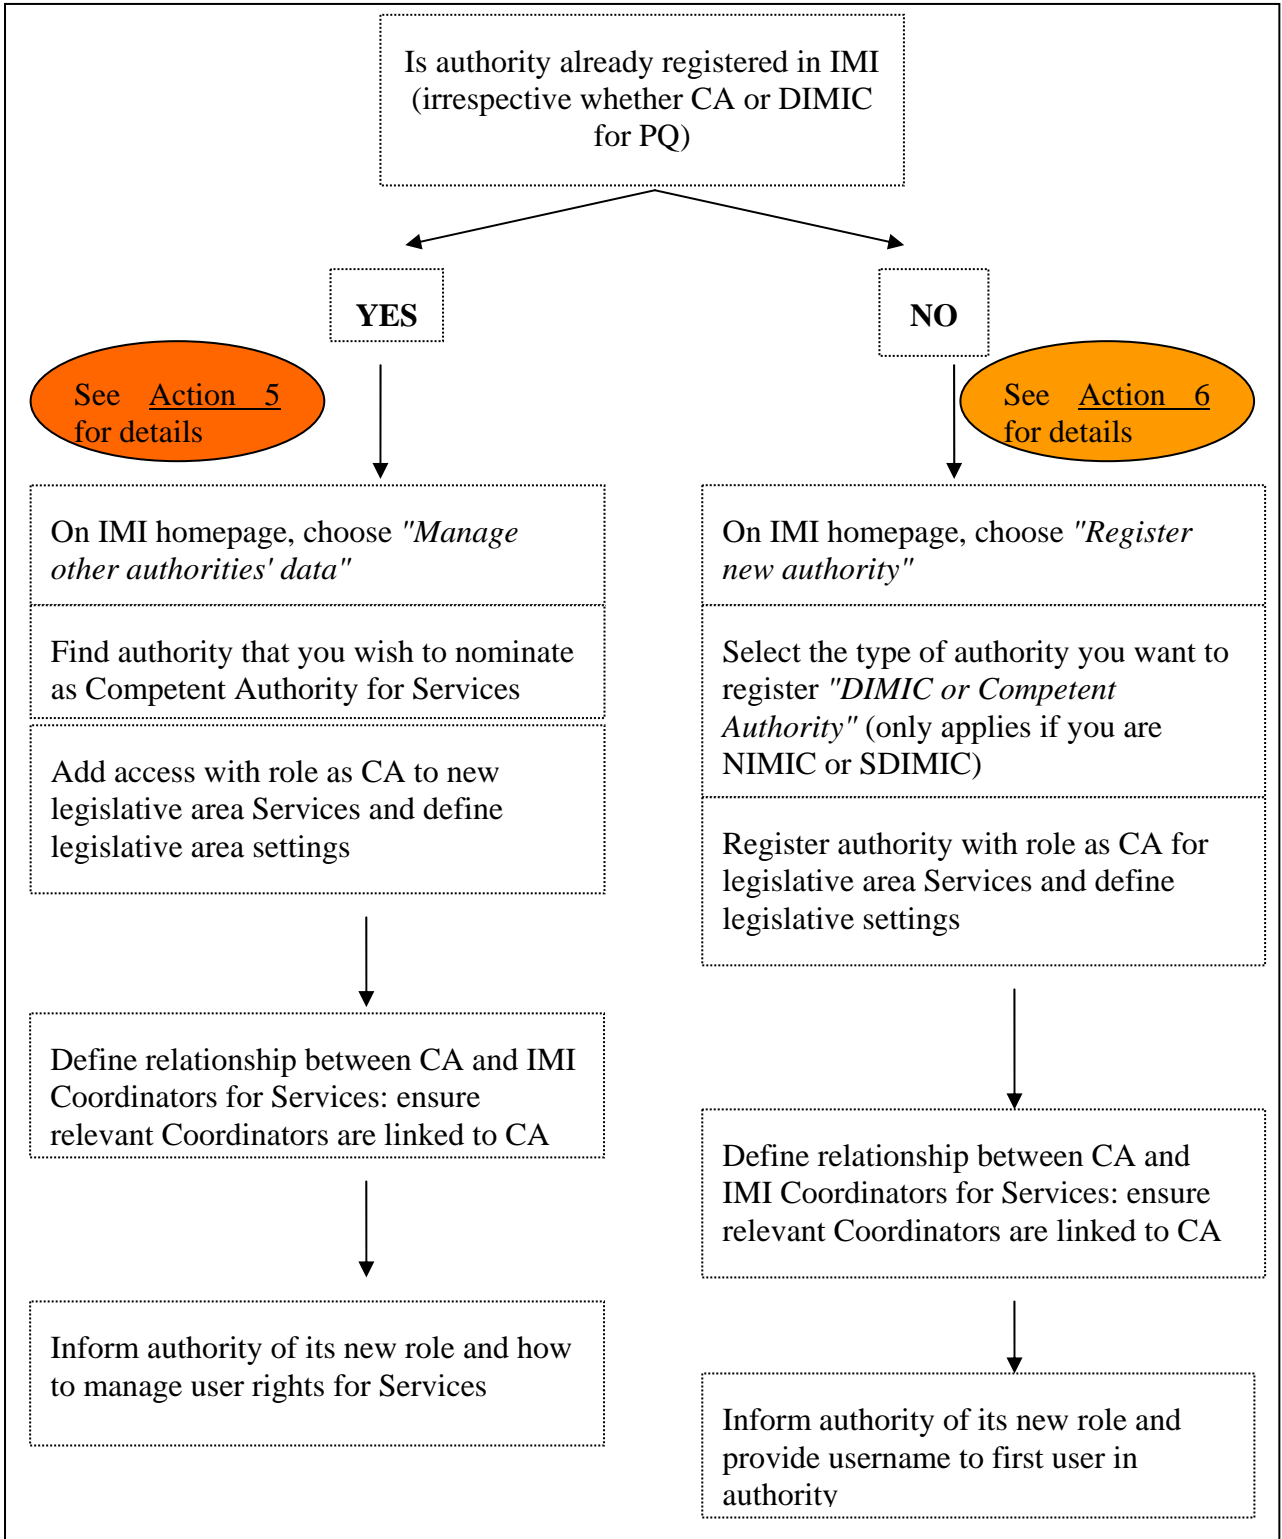 Is authority already registered in IMI
(irrespective whether CA or DIMIC
for PQ)
YES
NO
See Action 5
for details
See Action 6
for details
On IMI homepage, choose "Manage
other authorities' data"
Find authority that you wish to nominate
as Competent Authority for Services
Add access with role as CA to new
legislative area Services and define
legislative area settings
Define relationship between CA and IMI
Coordinators for Services: ensure
relevant Coordinators are linked to CA
Inform authority of its new role and how
to manage user rights for Services
On IMI homepage, choose "Register
new authority"
Select the type of authority you want to
register "DIMIC or Competent
Authority" (only applies if you are
NIMIC or SDIMIC)
Register authority with role as CA for
legislative area Services and define
legislative settings
Define relationship between CA and
IMI Coordinators for Services: ensure
relevant Coordinators are linked to CA
Inform authority of its new role and
provide username to first user in
authority